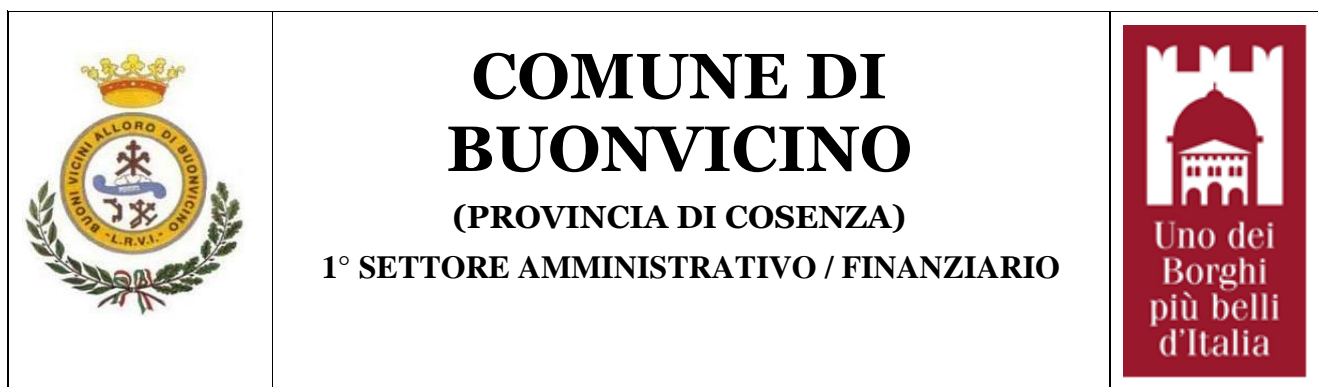 BUONI VICINI ALLORO DI BUONVICINO
-L.R.V.I.-
COMUNE DI
BUONVICINO
(PROVINCIA DI COSENZA)
1° SETTORE AMMINISTRATIVO / FINANZIARIO
Uno dei
Borghi
più belli
d'Italia